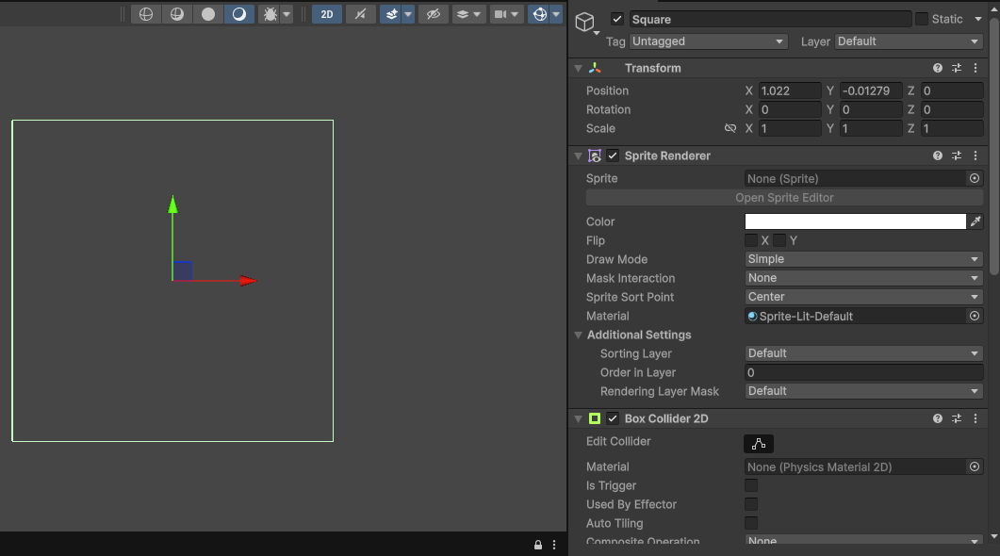 2D
Square
Static
Tag Untagged Layer Default
Transform
Position X 1.022 Y -0.01279 Z 0
Rotation X 0 Y 0 Z 0
Scale X 1 Y 1 Z 1
Sprite Renderer
Sprite None (Sprite)
Open Sprite Editor
Color
Flip X Y
Draw Mode Simple
Mask Interaction None
Sprite Sort Point Center
Material Sprite-Lit-Default
Additional Settings
Sorting Layer Default
Order in Layer 0
Rendering Layer Mask Default
Box Collider 2D
Edit Collider
Material None (Physics Material 2D)
Is Trigger
Used By Effector
Auto Tiling
Composite Operation None